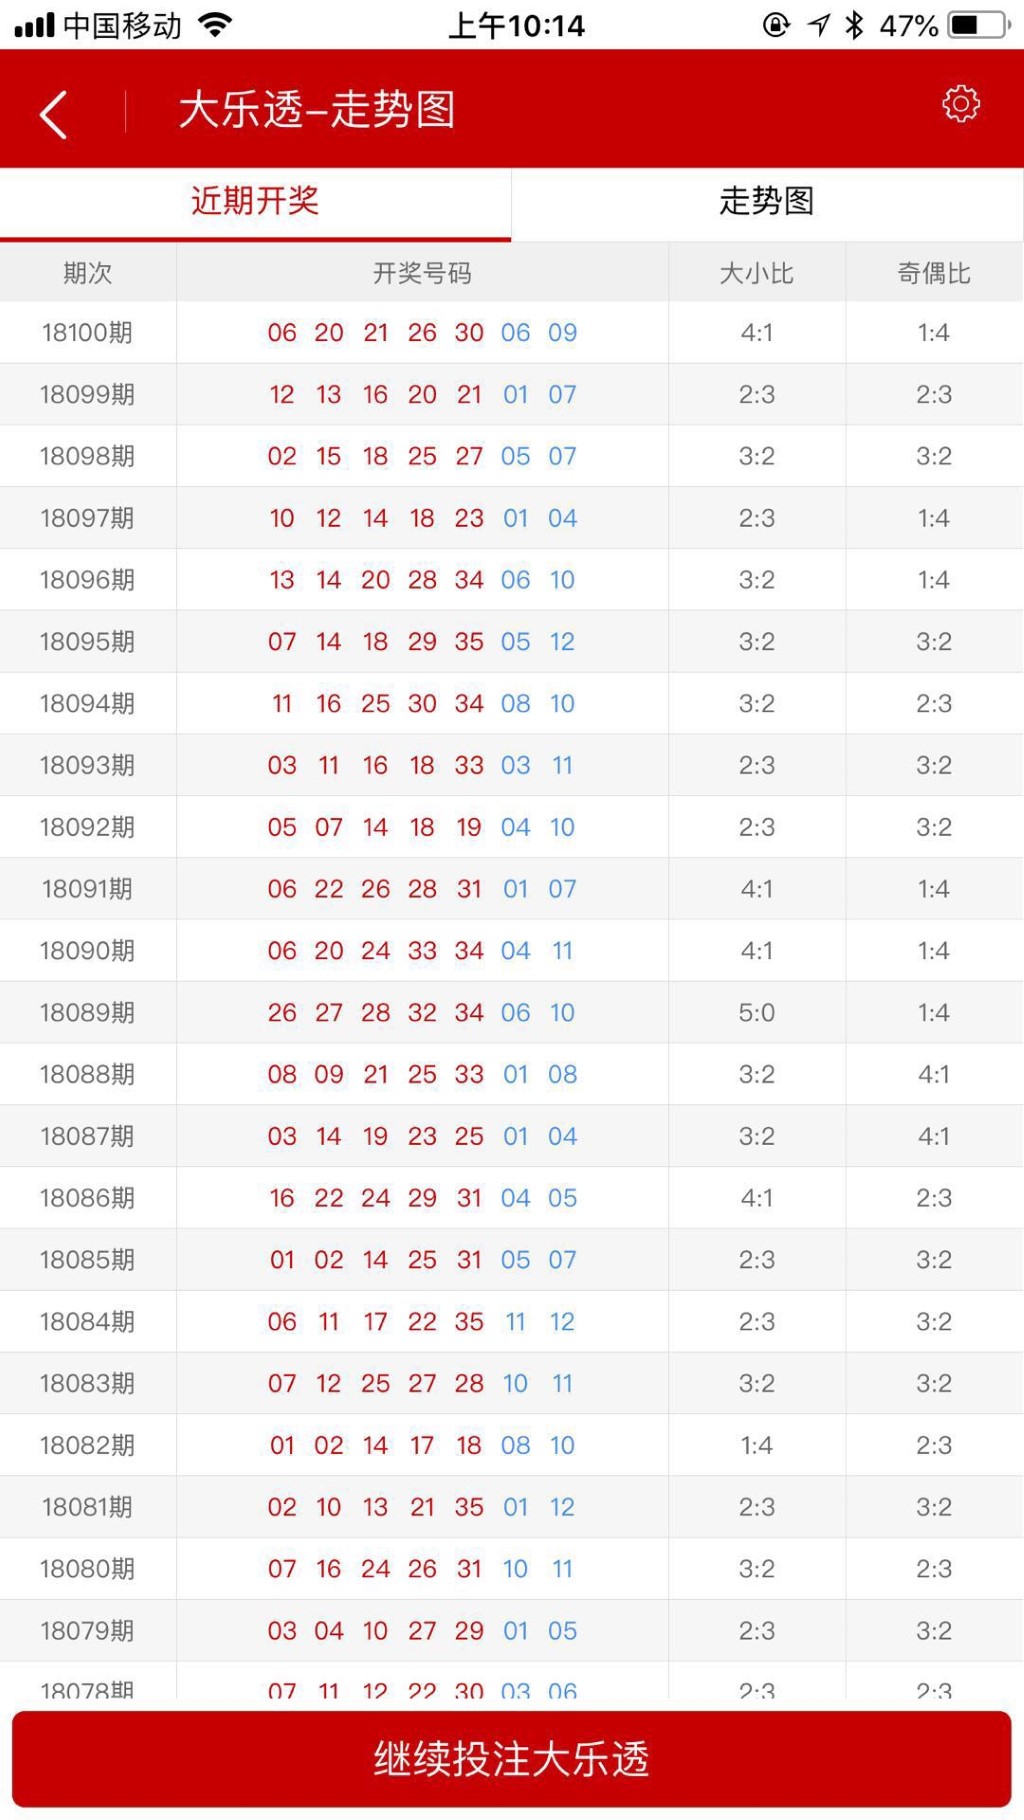 中国移动 上午10:14 47%
大乐透-走势图
近期开奖 走势图
期次 开奖号码 大小比 奇偶比
18100期 06 20 21 26 30 06 09 4:1 1:4
18099期 12 13 16 20 21 01 07 2:3 2:3
18098期 02 15 18 25 27 05 07 3:2 3:2
18097期 10 12 14 18 23 01 04 2:3 1:4
18096期 13 14 20 28 34 06 10 3:2 1:4
18095期 07 14 18 29 35 05 12 3:2 3:2
18094期 11 16 25 30 34 08 10 3:2 2:3
18093期 03 11 16 18 33 03 11 2:3 3:2
18092期 05 07 14 18 19 04 10 2:3 3:2
18091期 06 22 26 28 31 01 07 4:1 1:4
18090期 06 20 24 33 34 04 11 4:1 1:4
18089期 26 27 28 32 34 06 10 5:0 1:4
18088期 08 09 21 25 33 01 08 3:2 4:1
18087期 03 14 19 23 25 01 04 3:2 4:1
18086期 16 22 24 29 31 04 05 4:1 2:3
18085期 01 02 14 25 31 05 07 2:3 3:2
18084期 06 11 17 22 35 11 12 2:3 3:2
18083期 07 12 25 27 28 10 11 3:2 3:2
18082期 01 02 14 17 18 08 10 1:4 2:3
18081期 02 10 13 21 35 01 12 2:3 3:2
18080期 07 16 24 26 31 10 11 3:2 2:3
18079期 03 04 10 27 29 01 05 2:3 3:2
18078期 07 11 12 22 30 03 06 2:3 2:3
继续投注大乐透